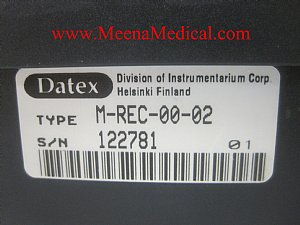 www.MeenaMedical.com
Datex
Division of Instrumentarium Corp.
Helsinki Finland
TYPE M-REC-00-02
S/N 122781 01